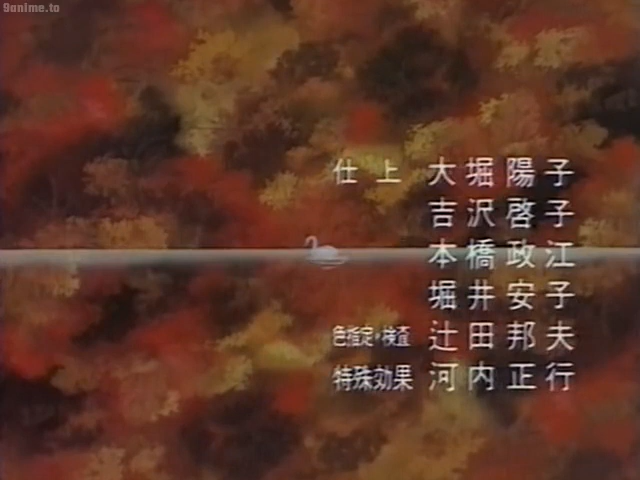 9anime.to
仕上 大堀陽子
吉沢啓子
本橋政江
堀井安子
色指定・検査 辻田邦夫
特殊効果 河内正行